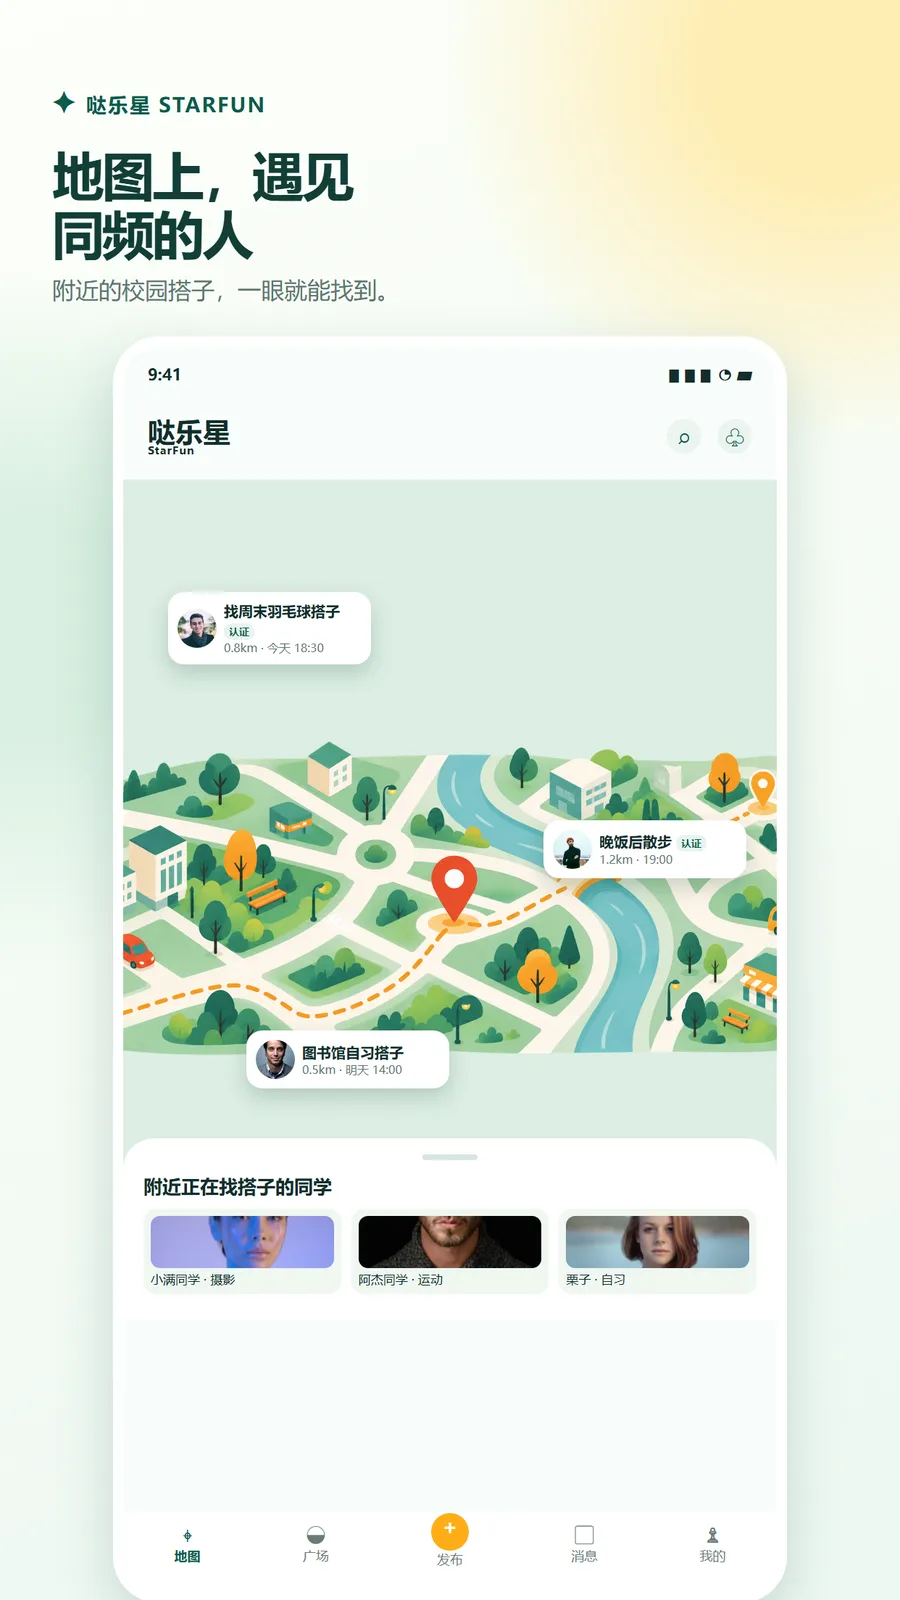 哒乐星 STARFUN
地图上，遇见
同频的人
附近的校园搭子，一眼就能找到。
9:41
哒乐星
StarFun
找周末羽毛球搭子
认证
0.8km · 今天 18:30
晚饭后散步 认证
1.2km · 19:00
图书馆自习搭子
0.5km · 明天 14:00
附近正在找搭子的同学
小满同学 · 摄影
阿杰同学 · 运动
栗子 · 自习
地图
广场
发布
消息
我的